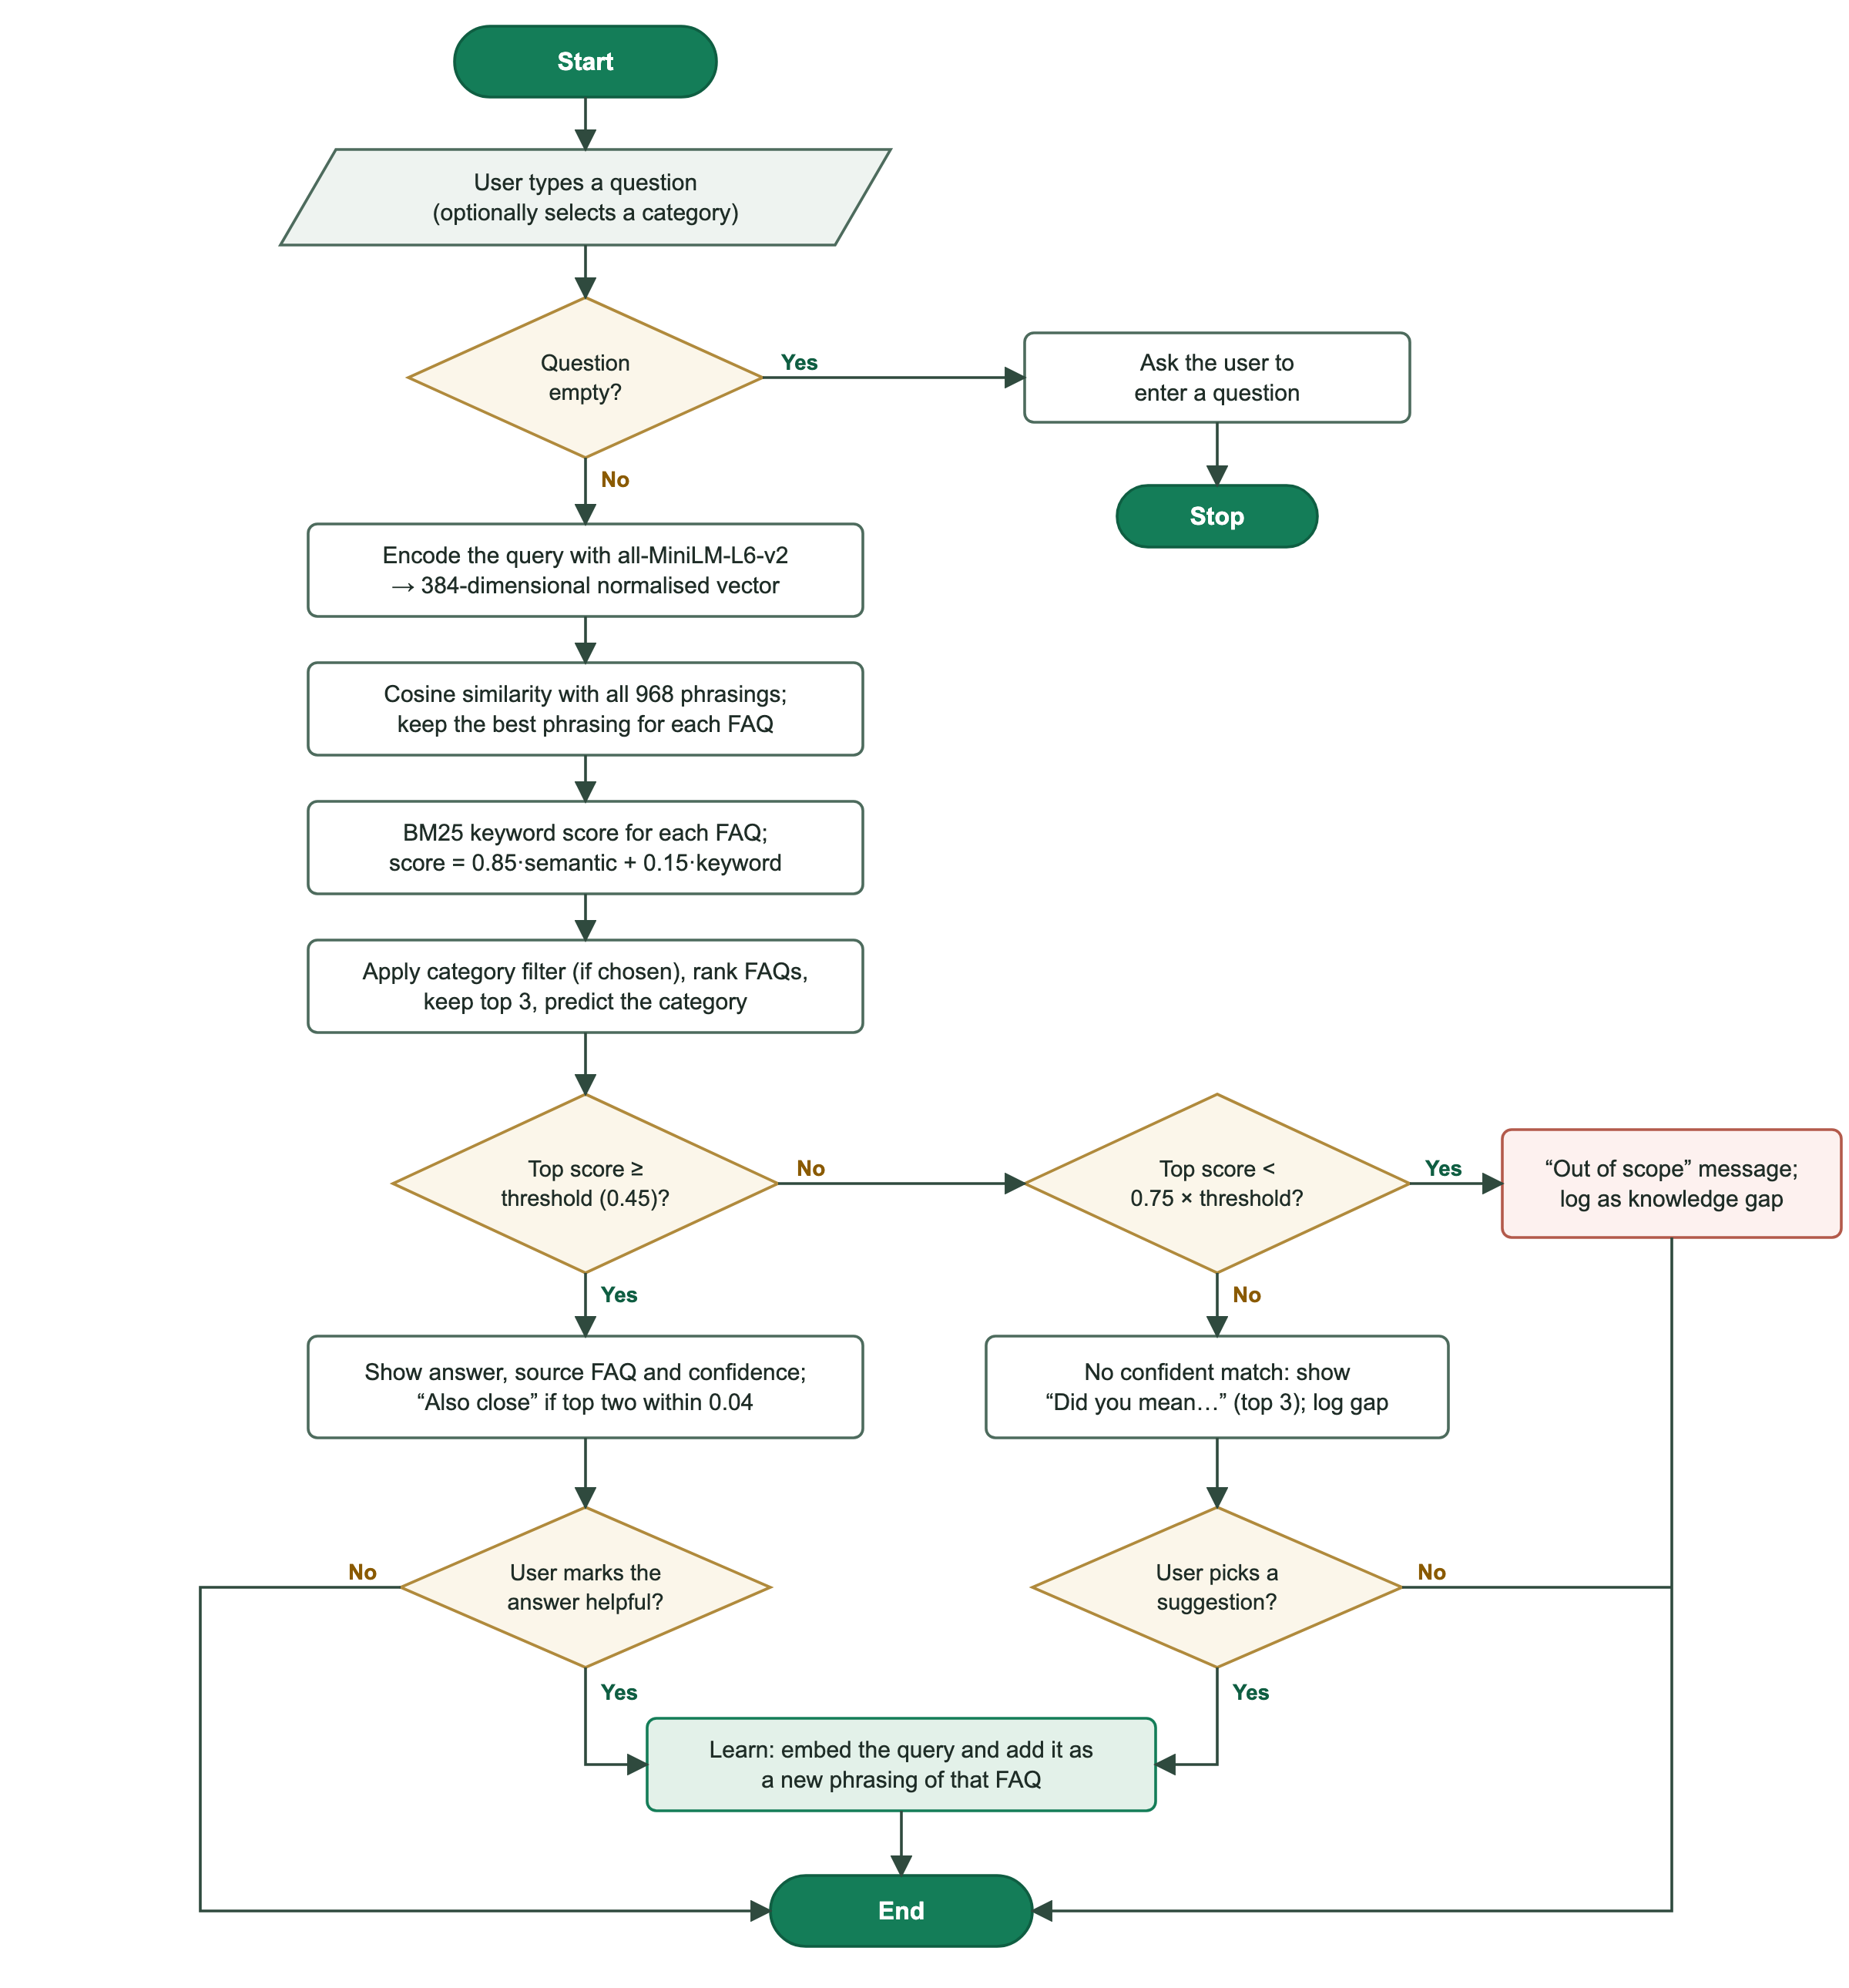 Start
User types a question
(optionally selects a category)
Question
empty?
Yes
Ask the user to
enter a question
No
Stop
Encode the query with all-MiniLM-L6-v2
→ 384-dimensional normalised vector
Cosine similarity with all 968 phrasings;
keep the best phrasing for each FAQ
BM25 keyword score for each FAQ;
score = 0.85·semantic + 0.15·keyword
Apply category filter (if chosen), rank FAQs,
keep top 3, predict the category
Top score ≥
threshold (0.45)?
No
Top score <
0.75 × threshold?
Yes
“Out of scope” message;
log as knowledge gap
Yes
No
Show answer, source FAQ and confidence;
“Also close” if top two within 0.04
No confident match: show
“Did you mean…” (top 3); log gap
No
User marks the
answer helpful?
User picks a
suggestion?
No
Yes
Yes
Learn: embed the query and add it as
a new phrasing of that FAQ
End